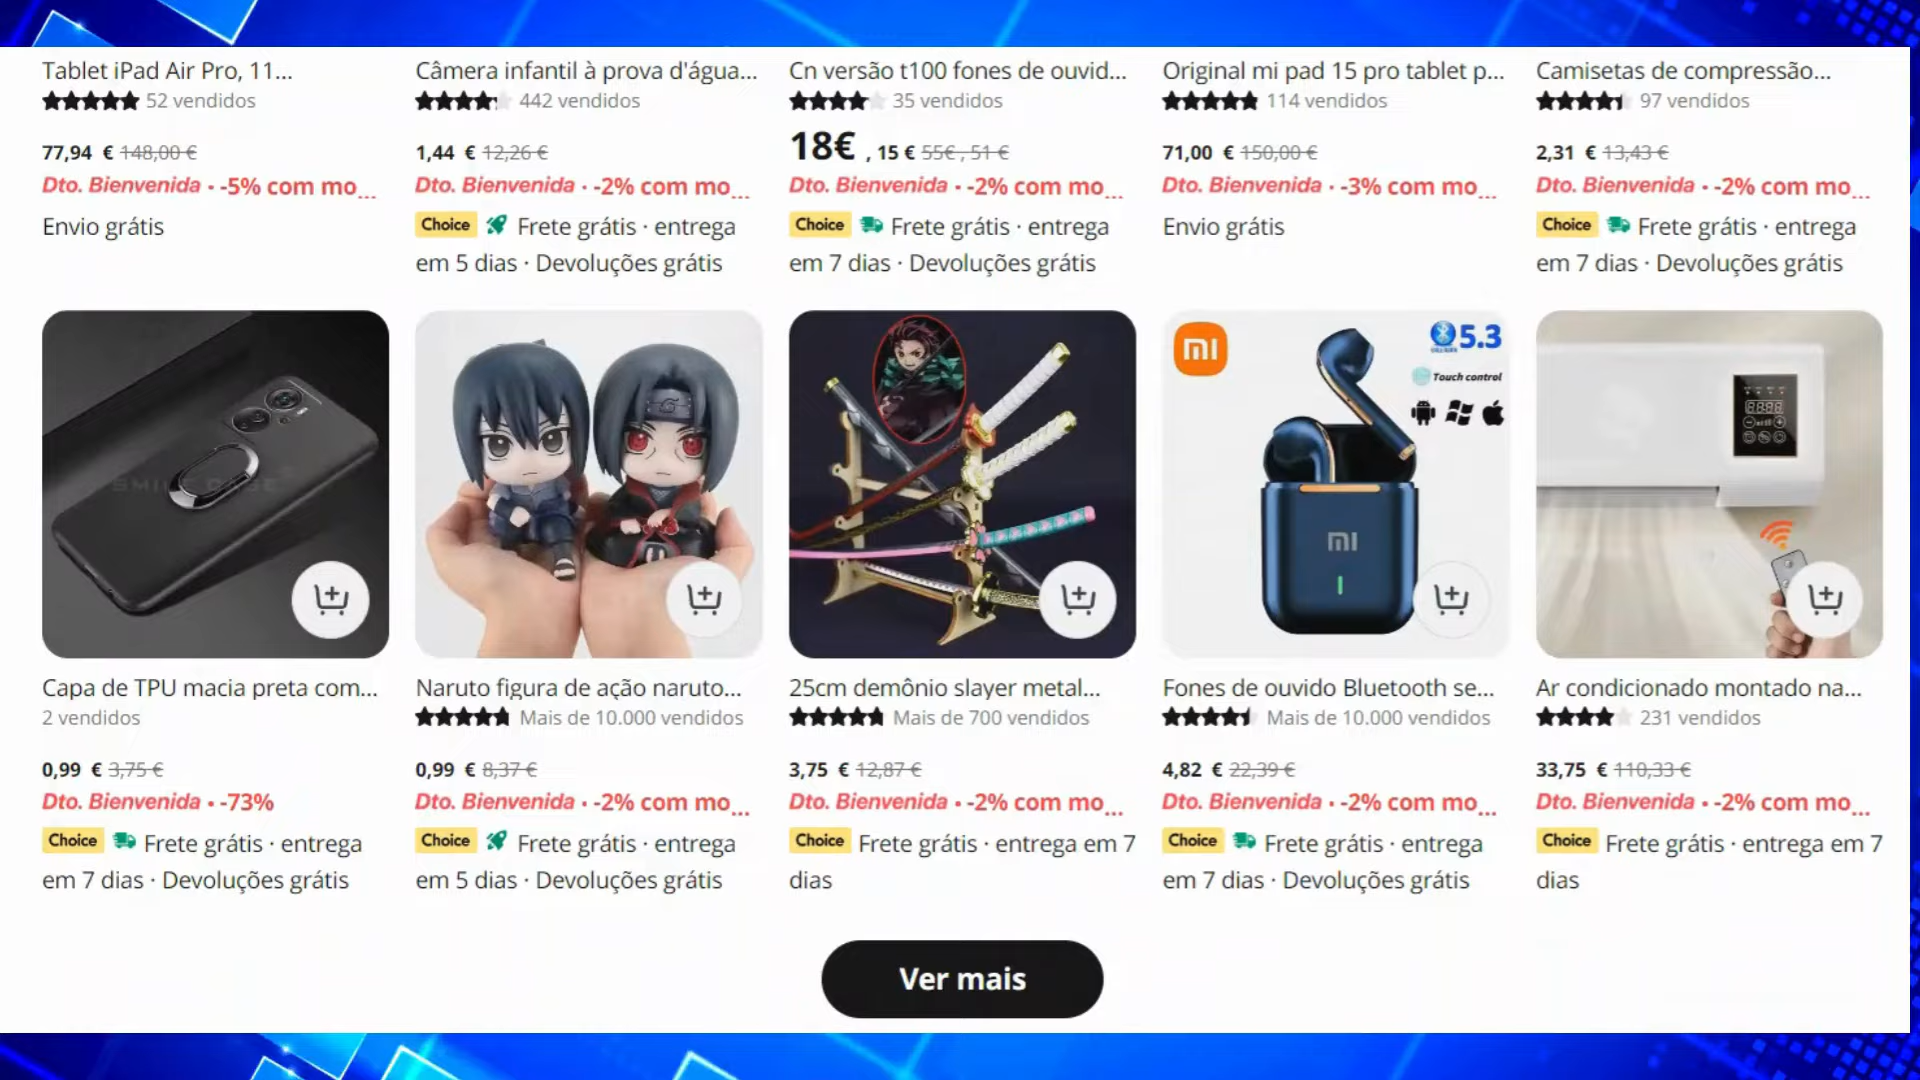 Tablet iPad Air Pro, 11...
52 vendidos
77,94 € 148,00 €
Dto. Bienvenida · -5% com mo...
Envio grátis
Câmera infantil à prova d'água...
442 vendidos
1,44 € 12,26 €
Dto. Bienvenida · -2% com mo...
Choice Frete grátis · entrega
em 5 dias · Devoluções grátis
Cn versão t100 fones de ouvid...
35 vendidos
18€ , 15 € 55€ , 51 €
Dto. Bienvenida · -2% com mo...
Choice Frete grátis · entrega
em 7 dias · Devoluções grátis
Original mi pad 15 pro tablet p...
114 vendidos
71,00 € 150,00 €
Dto. Bienvenida · -3% com mo...
Envio grátis
Camisetas de compressão...
97 vendidos
2,31 € 13,43 €
Dto. Bienvenida · -2% com mo...
Choice Frete grátis · entrega
em 7 dias · Devoluções grátis
SMILE CASE
Capa de TPU macia preta com...
2 vendidos
0,99 € 3,75 €
Dto. Bienvenida · -73%
Choice Frete grátis · entrega
em 7 dias · Devoluções grátis
Naruto figura de ação naruto...
Mais de 10.000 vendidos
0,99 € 8,37 €
Dto. Bienvenida · -2% com mo...
Choice Frete grátis · entrega
em 5 dias · Devoluções grátis
25cm demônio slayer metal...
Mais de 700 vendidos
3,75 € 12,87 €
Dto. Bienvenida · -2% com mo...
Choice Frete grátis · entrega em 7
dias
mi
5.3
Touch control
mi
Fones de ouvido Bluetooth se...
Mais de 10.000 vendidos
4,82 € 22,39 €
Dto. Bienvenida · -2% com mo...
Choice Frete grátis · entrega
em 7 dias · Devoluções grátis
Ar condicionado montado na...
231 vendidos
33,75 € 110,33 €
Dto. Bienvenida · -2% com mo...
Choice Frete grátis · entrega em 7
dias
Ver mais